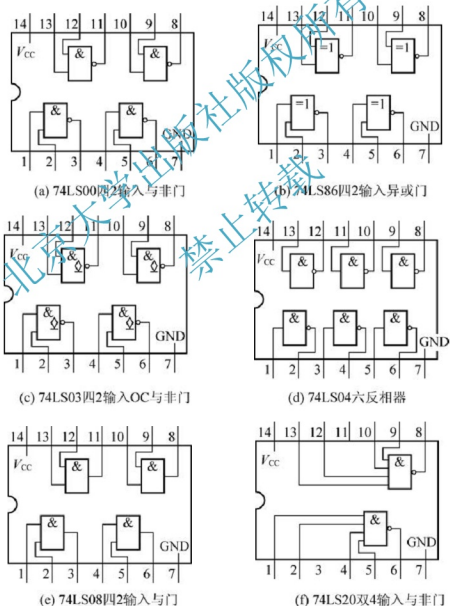 14 13 12 11 10 9 8
V_CC & &
& & GND
1 2 3 4 5 6 7
(a) 74LS00四2输入与非门
14 13 12 11 10 9 8
V_CC =1 =1
=1 =1 GND
1 2 3 4 5 6 7
(b) 74LS86四2输入异或门
14 13 12 11 10 9 8
V_CC & &
& & GND
1 2 3 4 5 6 7
(c) 74LS03四2输入OC与非门
14 13 12 11 10 9 8
V_CC & & &
& & & GND
1 2 3 4 5 6 7
(d) 74LS04六反相器
14 13 12 11 10 9 8
V_CC & &
& & GND
1 2 3 4 5 6 7
(e) 74LS08四2输入与门
14 13 12 11 10 9 8
V_CC &
& GND
1 2 3 4 5 6 7
(f) 74LS20双4输入与非门
北京大学出版社版权所有
禁止转载